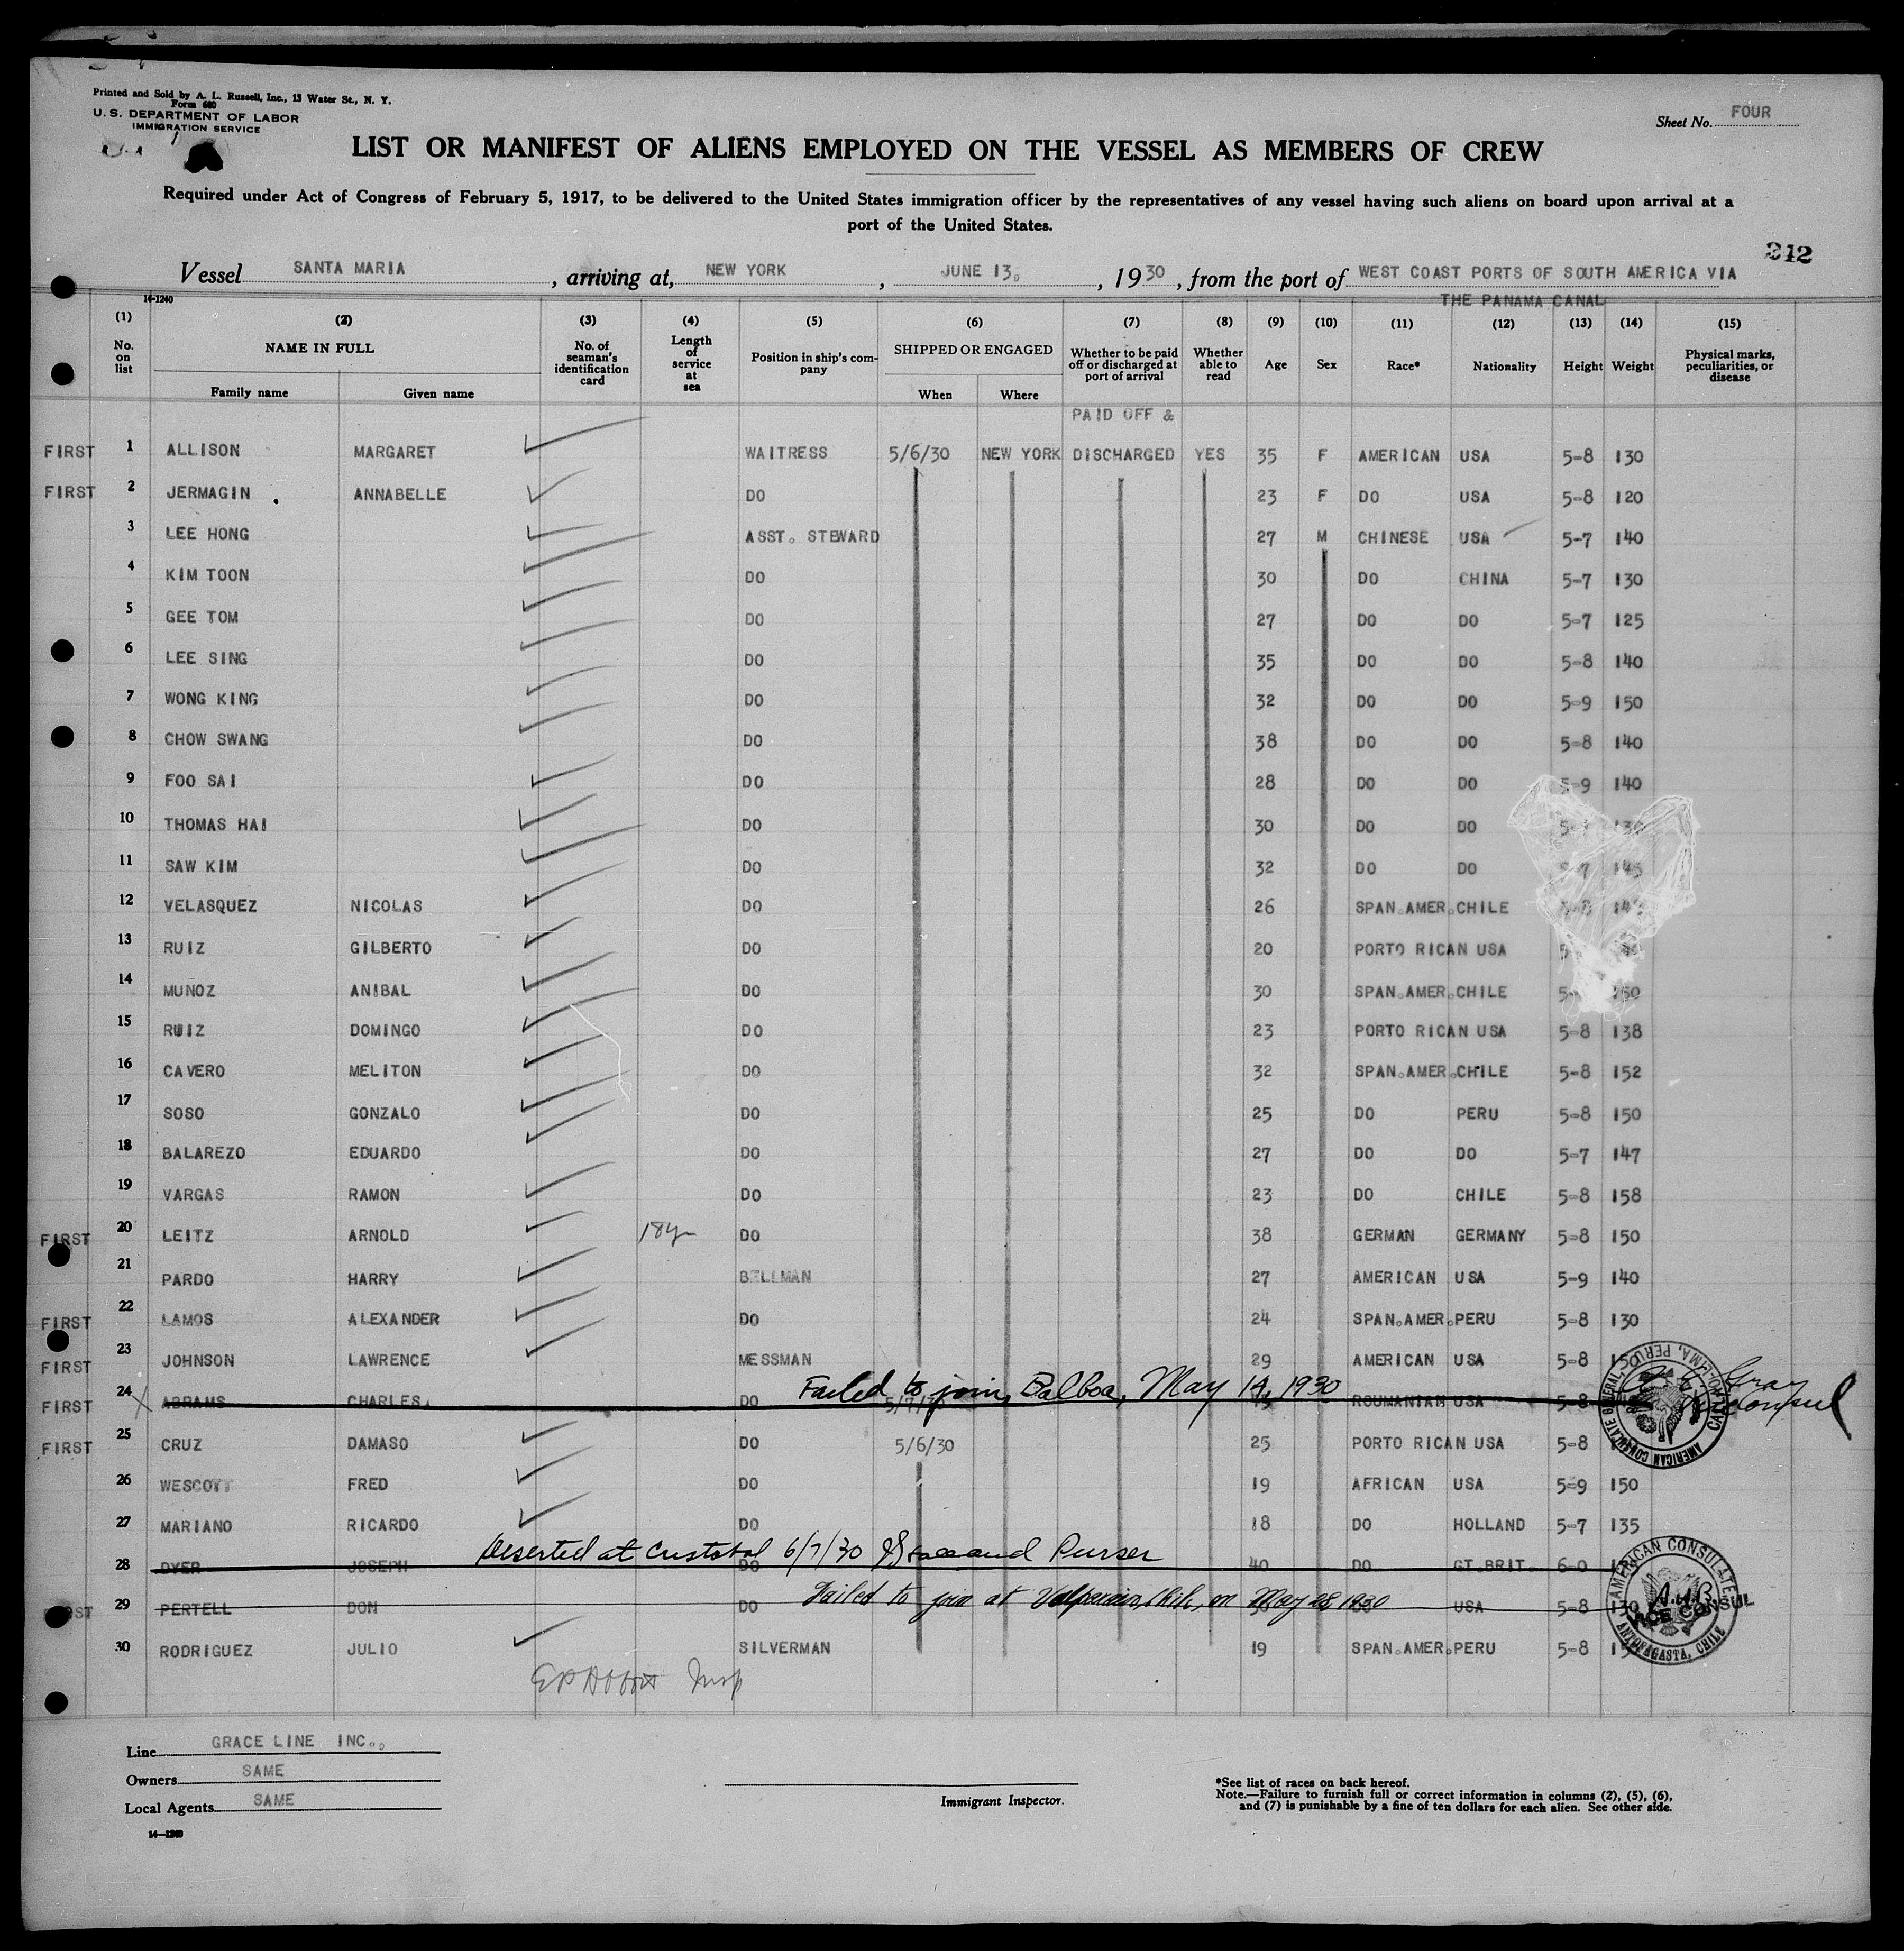 Printed and Sold by A. L. Russell, Inc., 13 Water St., N. Y.
Form 680
U. S. DEPARTMENT OF LABOR
IMMIGRATION SERVICE
Sheet No. FOUR
LIST OR MANIFEST OF ALIENS EMPLOYED ON THE VESSEL AS MEMBERS OF CREW
Required under Act of Congress of February 5, 1917, to be delivered to the United States immigration officer by the representatives of any vessel having such aliens on board upon arrival at a
port of the United States.
242
Vessel SANTA MARIA, arriving at, NEW YORK, JUNE 13, 1930, from the port of WEST COAST PORTS OF SOUTH AMERICA VIA
THE PANAMA CANAL
14-1240
(1) (2) (3) (4) (5) (6) (7) (8) (9) (10) (11) (12) (13) (14) (15)
No. on list NAME IN FULL No. of seaman's identification card Length of service at sea Position in ship's company SHIPPED OR ENGAGED Whether to be paid off or discharged at port of arrival Whether able to read Age Sex Race* Nationality Height Weight Physical marks, peculiarities, or disease
Family name Given name When Where
PAID OFF &
FIRST 1 ALLISON MARGARET WAITRESS 5/6/30 NEW YORK DISCHARGED YES 35 F AMERICAN USA 5-8 130
FIRST 2 JERMAGIN . ANNABELLE DO 23 F DO USA 5-8 120
3 LEE HONG ASST. STEWARD 27 M CHINESE USA 5-7 140
4 KIM TOON DO 30 DO CHINA 5-7 130
5 GEE TOM DO 27 DO DO 5-7 125
6 LEE SING DO 35 DO DO 5-8 140
7 WONG KING DO 32 DO DO 5-9 150
8 CHOW SWANG DO 38 DO DO 5-8 140
9 FOO SAI DO 28 DO DO 5-9 140
10 THOMAS HAI DO 30 DO DO
11 SAW KIM DO 32 DO DO
12 VELASQUEZ NICOLAS DO 26 SPAN.AMER. CHILE
13 RUIZ GILBERTO DO 20 PORTO RICAN USA
14 MUNOZ ANIBAL DO 30 SPAN.AMER. CHILE 150
15 RUIZ DOMINGO DO 23 PORTO RICAN USA 5-8 138
16 CAVERO MELITON DO 32 SPAN.AMER. CHILE 5-8 152
17 SOSO GONZALO DO 25 DO PERU 5-8 150
18 BALAREZO EDUARDO DO 27 DO DO 5-7 147
19 VARGAS RAMON DO 23 DO CHILE 5-8 158
FIRST 20 LEITZ ARNOLD 18y DO 38 GERMAN GERMANY 5-8 150
21 PARDO HARRY BELLMAN 27 AMERICAN USA 5-9 140
FIRST 22 LAMOS ALEXANDER DO 24 SPAN.AMER. PERU 5-8 130
FIRST 23 JOHNSON LAWRENCE MESSMAN 29 AMERICAN USA 5-8 150
Failed to join, Balboa, May 14, 1930
FIRST 24 ABRAMS CHARLES. DO ROUMANIAN USA 5-8
Gray
AMERICAN CONSULATE GENERAL CALLAO-LIMA, PERU
FIRST 25 CRUZ DAMASO DO 5/6/30 25 PORTO RICAN USA 5-8
26 WESCOTT FRED DO 19 AFRICAN USA 5-9 150
27 MARIANO RICARDO DO 18 DO HOLLAND 5-7 135
Deserted at Cristobal 6/7/30 Purser
28 DYER JOSEPH DO 40 DO GT.BRIT. 6-0
Failed to join at Valparaiso, Chile, on May 28, 1930
FIRST 29 PERTELL DON DO USA 5-8
AMERICAN CONSULATE ANTOFAGASTA, CHILE
VICE CONSUL
30 RODRIGUEZ JULIO SILVERMAN 19 SPAN.AMER. PERU 5-8
Insp
Line GRACE LINE INC.,
Owners SAME
Local Agents SAME
14-1240
Immigrant Inspector.
*See list of races on back hereof.
Note.—Failure to furnish full or correct information in columns (2), (5), (6),
and (7) is punishable by a fine of ten dollars for each alien. See other side.